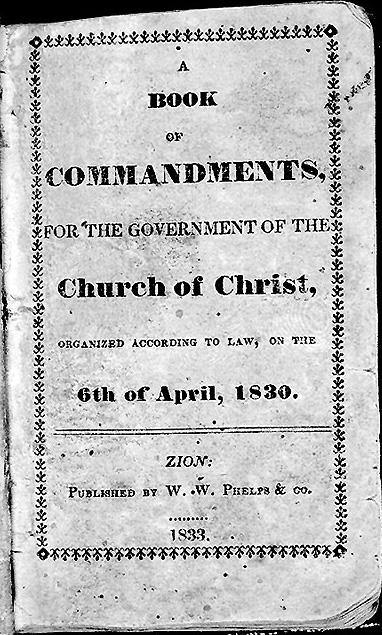 A
BOOK
OF
COMMANDMENTS,
FOR THE GOVERNMENT OF THE
Church of Christ,
ORGANIZED ACCORDING TO LAW, ON THE
6th of April, 1830.
ZION:
PUBLISHED BY W. W. PHELPS & CO.
.........
1833.